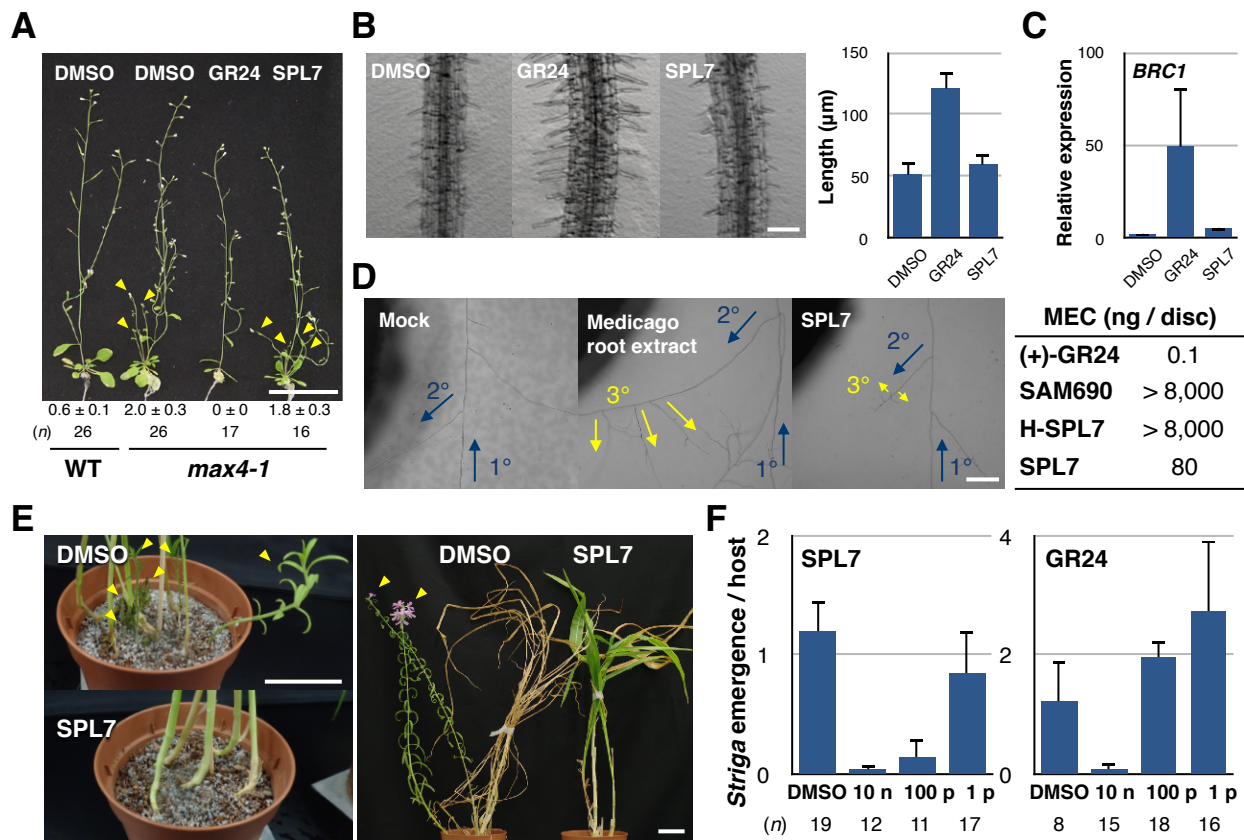 A
DMSO DMSO GR24 SPL7
0.6 ± 0.1 2.0 ± 0.3 0 ± 0 1.8 ± 0.3
(n) 26 26 17 16
WT max4-1
B
DMSO GR24 SPL7
Length (µm)
150
100
50
0
DMSO GR24 SPL7
C
Relative expression
100
50
0
BRC1
DMSO GR24 SPL7
D
Mock
2°
1°
Medicago
root extract
2°
3°
1°
SPL7
2°
3°
1°
MEC (ng / disc)
(+)-GR24 0.1
SAM690 > 8,000
H-SPL7 > 8,000
SPL7 80
E
DMSO
SPL7
DMSO SPL7
F
Striga emergence / host
2
1
0
SPL7
DMSO 10 n 100 p 1 p
(n) 19 12 11 17
4
2
0
GR24
DMSO 10 n 100 p 1 p
8 15 18 16